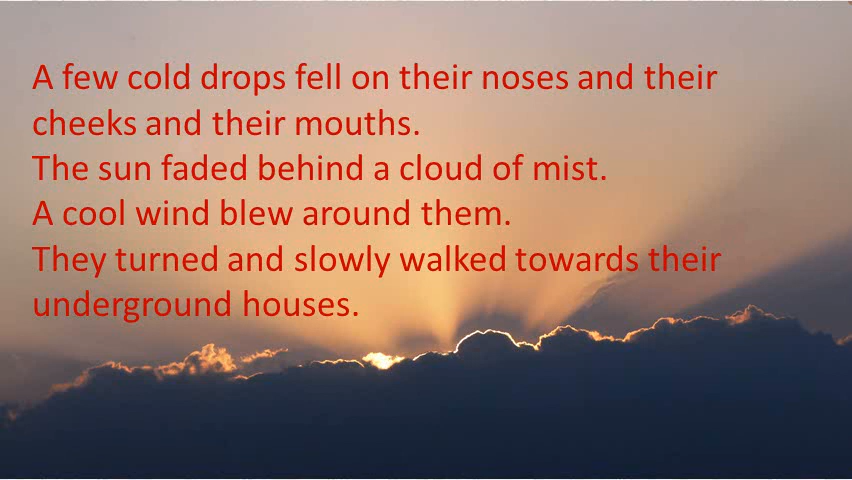 A few cold drops fell on their noses and their
cheeks and their mouths.
The sun faded behind a cloud of mist.
A cool wind blew around them.
They turned and slowly walked towards their
underground houses.